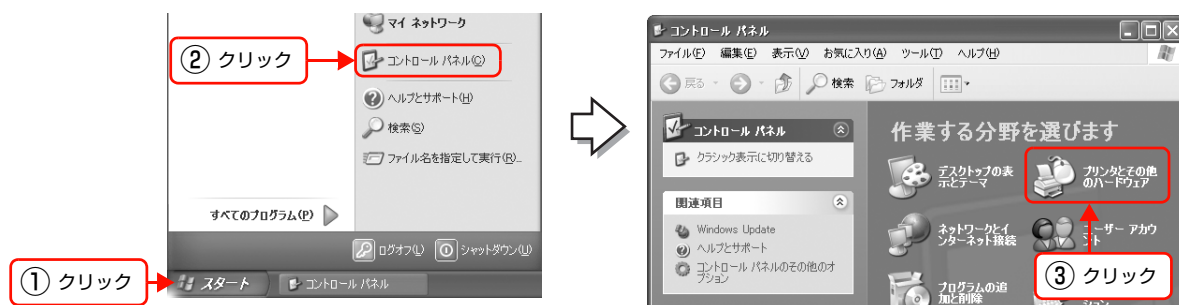 マイ ネットワーク
② クリック
コントロール パネル(C)
ヘルプとサポート(H)
検索(S)
ファイル名を指定して実行(R)...
すべてのプログラム(P)
ログオフ(L)
シャットダウン(U)
① クリック
スタート
コントロール パネル
コントロール パネル
ファイル(F) 編集(E) 表示(V) お気に入り(A) ツール(T) ヘルプ(H)
戻る
検索
フォルダ
コントロール パネル
クラシック表示に切り替える
関連項目
Windows Update
ヘルプとサポート
コントロール パネルのその他のオ
プション
作業する分野を選びます
デスクトップの表
示とテーマ
プリンタとその他
のハードウェア
ネットワークとイ
ンターネット接続
ユーザー アカウ
ント
プログラムの追
加と削除
③ クリック